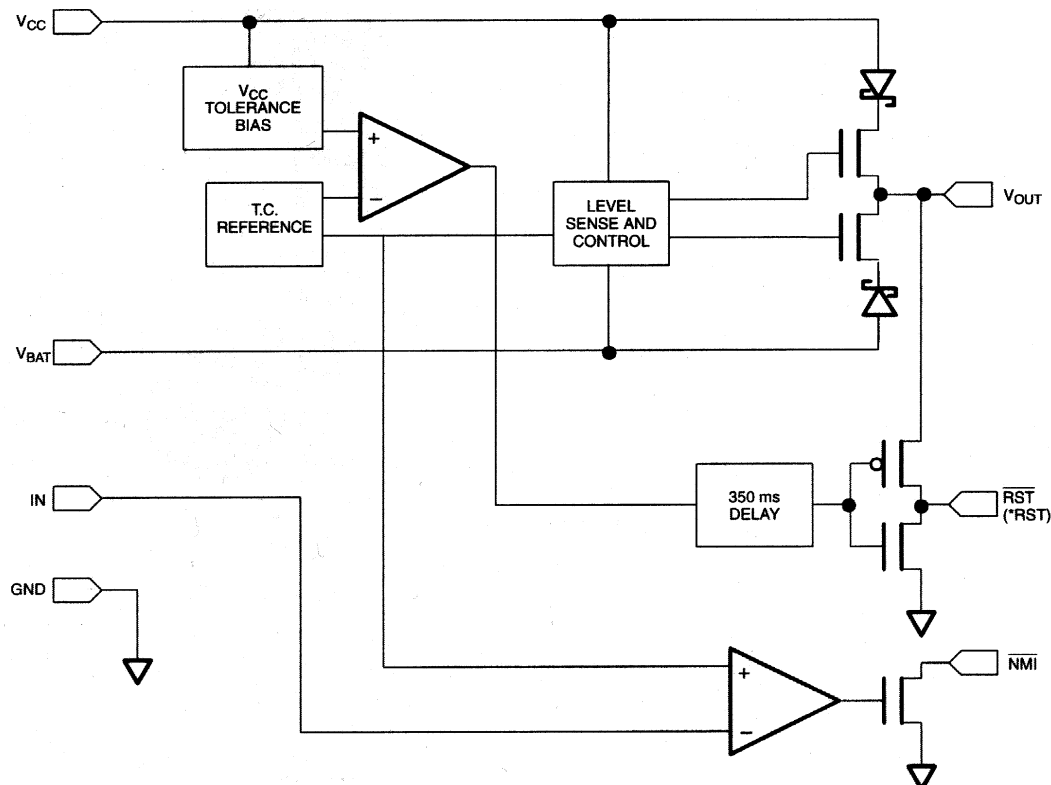 VCC
VCC
TOLERANCE
BIAS
+
−
T.C.
REFERENCE
LEVEL
SENSE AND
CONTROL
VOUT
VBAT
IN
350 ms
DELAY
RST
(*RST)
GND
+
−
NMI